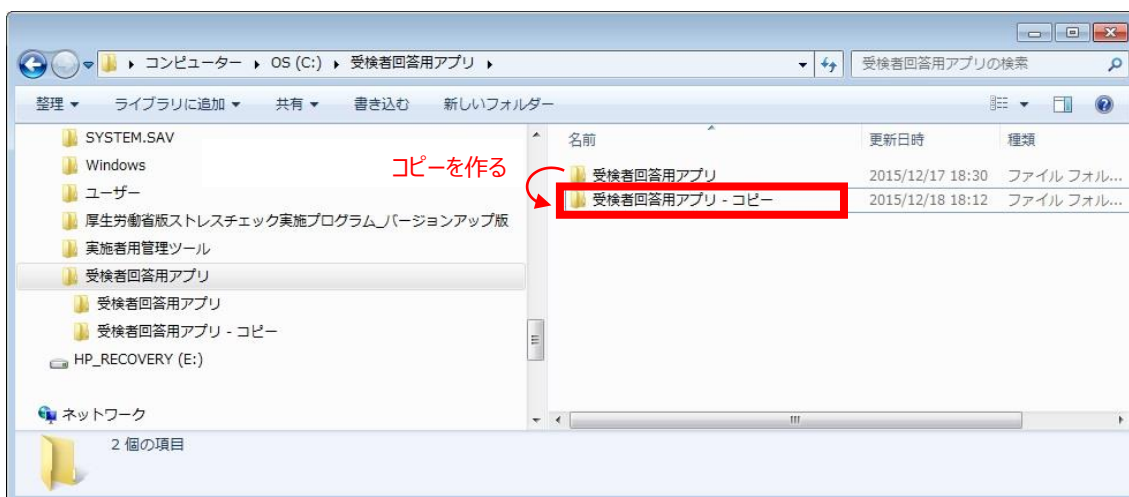 コンピューター ▸ OS (C:) ▸ 受検者回答用アプリ ▸
受検者回答用アプリの検索
整理 ▼ ライブラリに追加 ▼ 共有 ▼ 書き込む 新しいフォルダー
SYSTEM.SAV
Windows
ユーザー
厚生労働省版ストレスチェック実施プログラム_バージョンアップ版
実施者用管理ツール
受検者回答用アプリ
受検者回答用アプリ
受検者回答用アプリ - コピー
HP_RECOVERY (E:)
ネットワーク
コピーを作る
名前 更新日時 種類
受検者回答用アプリ 2015/12/17 18:30 ファイル フォル...
受検者回答用アプリ - コピー 2015/12/18 18:12 ファイル フォル...
2 個の項目